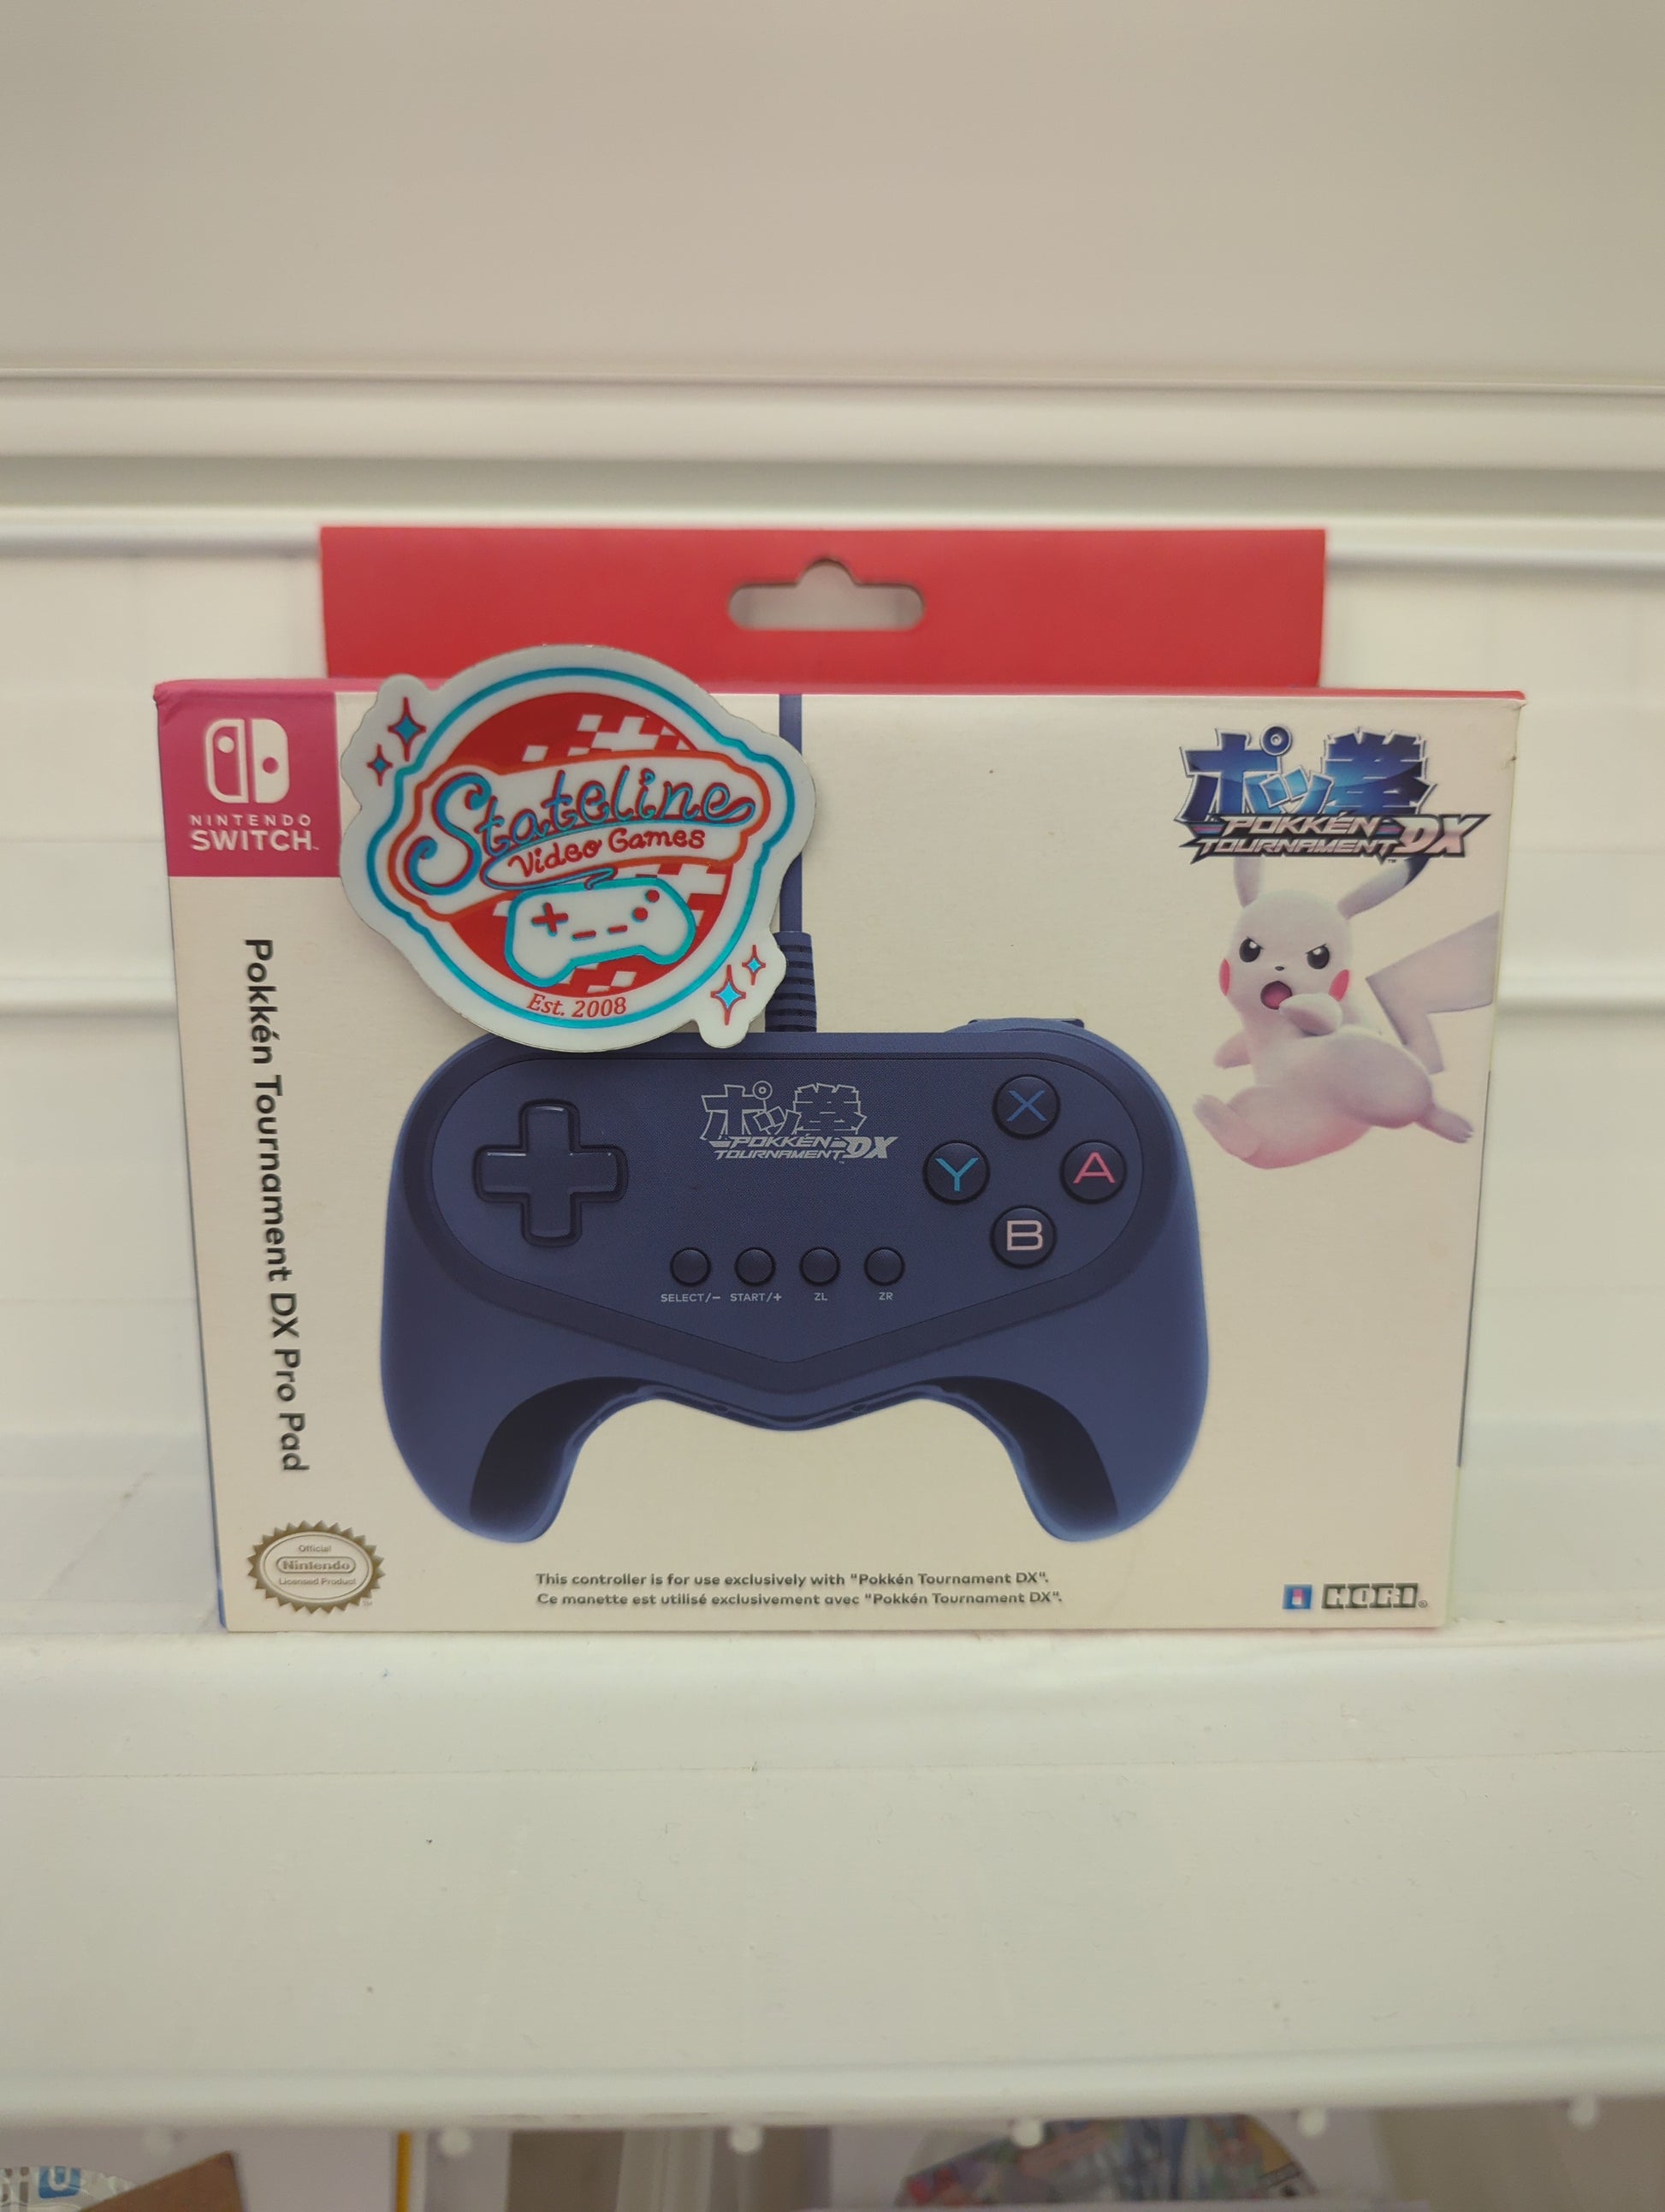 NINTENDO
SWITCH™
Stateline
Video Games
Est. 2008
ポッ拳
POKKÉN
TOURNAMENT DX
Pokkén Tournament DX Pro Pad
ポッ拳
POKKÉN
TOURNAMENT DX
X
Y
A
B
SELECT/−
START/+
ZL
ZR
Official
Nintendo
Licensed Product
This controller is for use exclusively with "Pokkén Tournament DX".
Ce manette est utilisé exclusivement avec "Pokkén Tournament DX".
HORI®
U